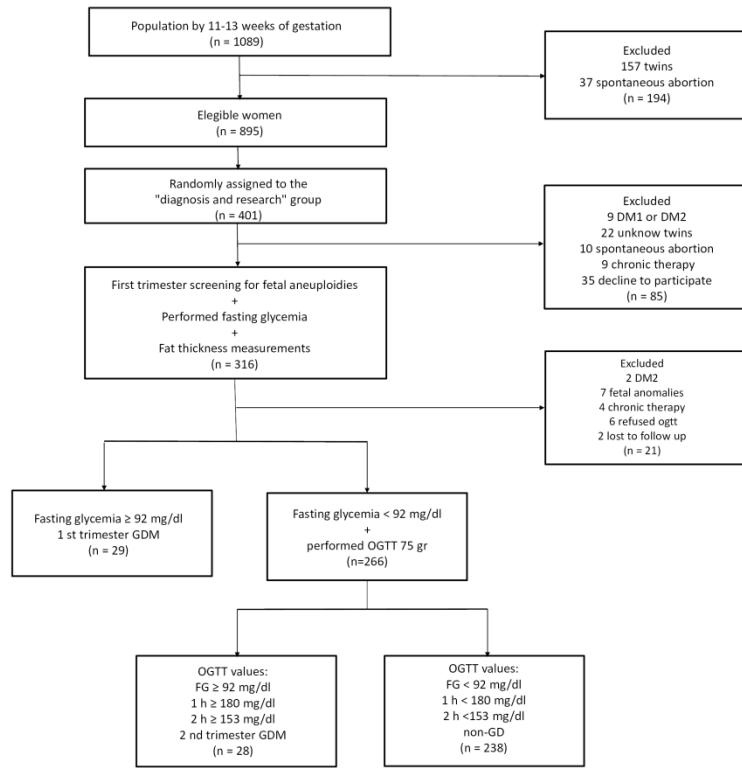 Population by 11-13 weeks of gestation
(n = 1089)
Excluded
157 twins
37 spontaneous abortion
(n = 194)
Elegible women
(n = 895)
Randomly assigned to the
"diagnosis and research" group
(n = 401)
Excluded
9 DM1 or DM2
22 unknow twins
10 spontaneous abortion
9 chronic therapy
35 decline to participate
(n = 85)
First trimester screening for fetal aneuploidies
+
Performed fasting glycemia
+
Fat thickness measurements
(n = 316)
Excluded
2 DM2
7 fetal anomalies
4 chronic therapy
6 refused ogtt
2 lost to follow up
(n = 21)
Fasting glycemia ≥ 92 mg/dl
1 st trimester GDM
(n = 29)
Fasting glycemia < 92 mg/dl
+
performed OGTT 75 gr
(n=266)
OGTT values:
FG ≥ 92 mg/dl
1 h ≥ 180 mg/dl
2 h ≥ 153 mg/dl
2 nd trimester GDM
(n = 28)
OGTT values:
FG < 92 mg/dl
1 h < 180 mg/dl
2 h <153 mg/dl
non-GD
(n = 238)